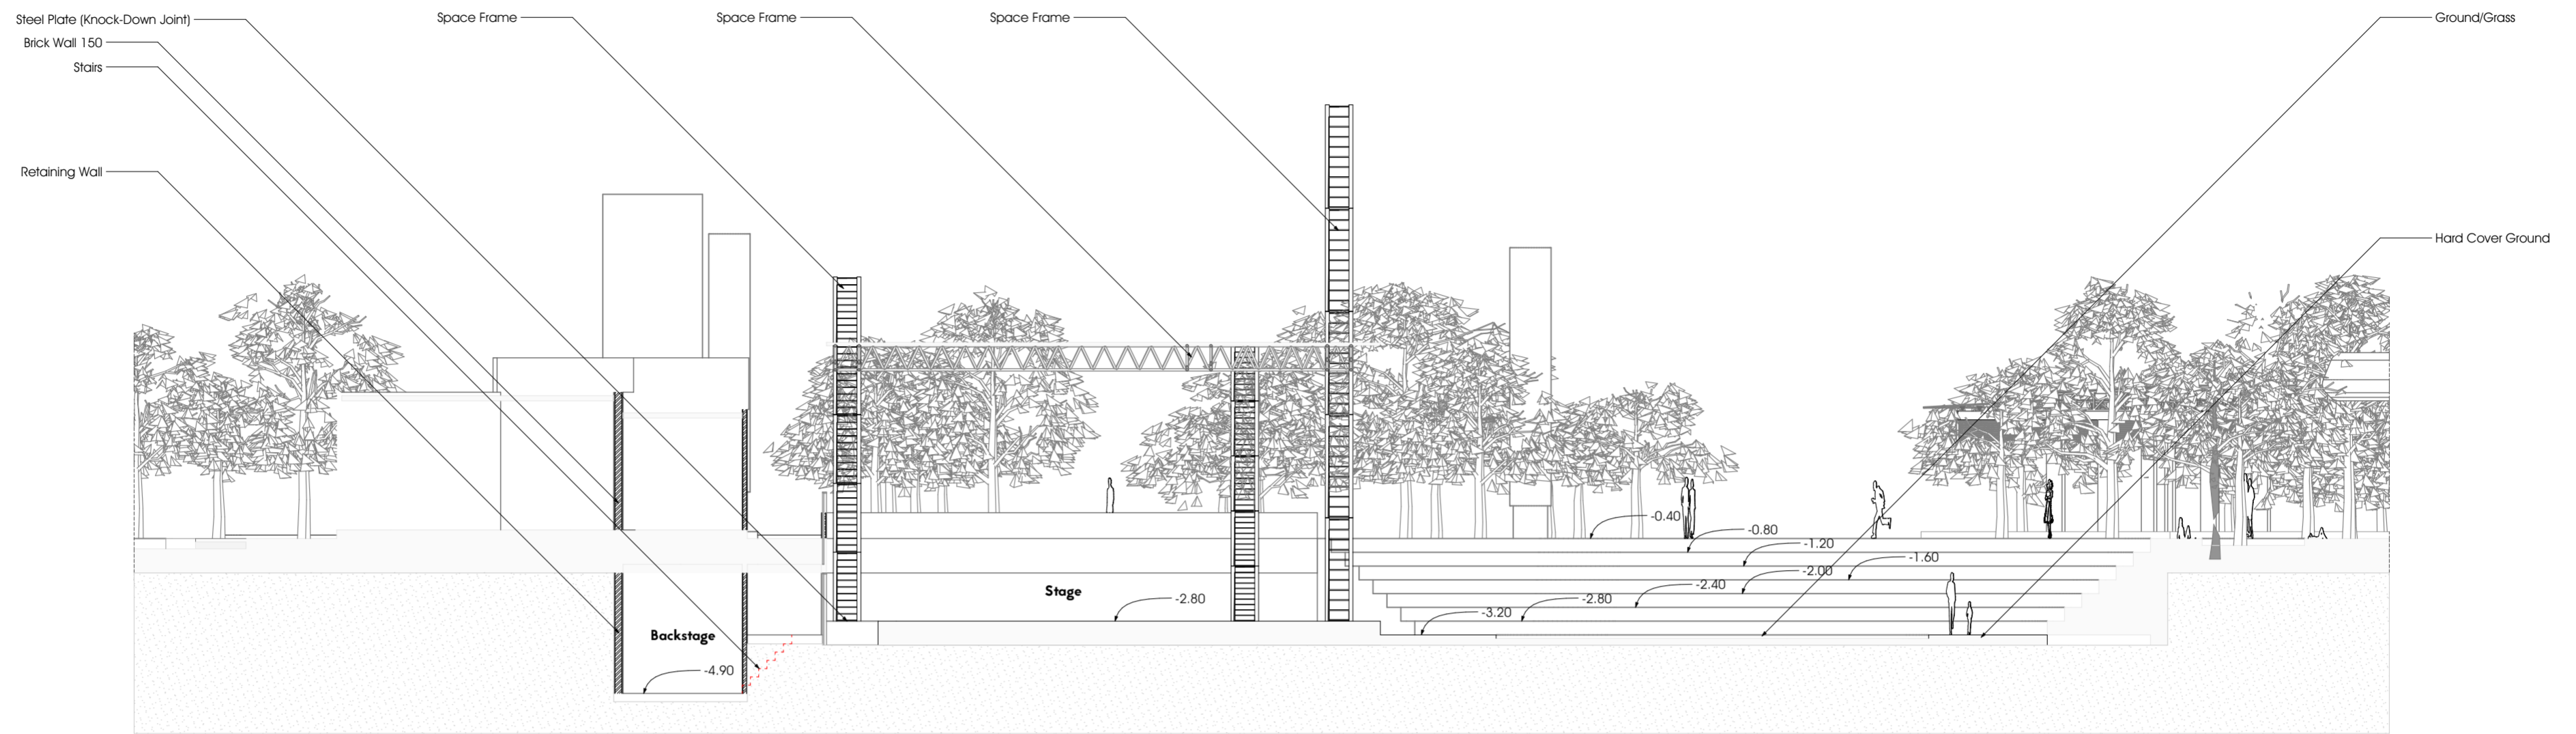 Steel Plate (Knock-Down Joint)
Space Frame
Space Frame
Space Frame
Ground/Grass
Brick Wall 150
Stairs
Retaining Wall
Hard Cover Ground
-0.40
-0.80
-1.20
-1.60
-2.00
-2.40
-2.80
-3.20
Stage
-2.80
Backstage
-4.90